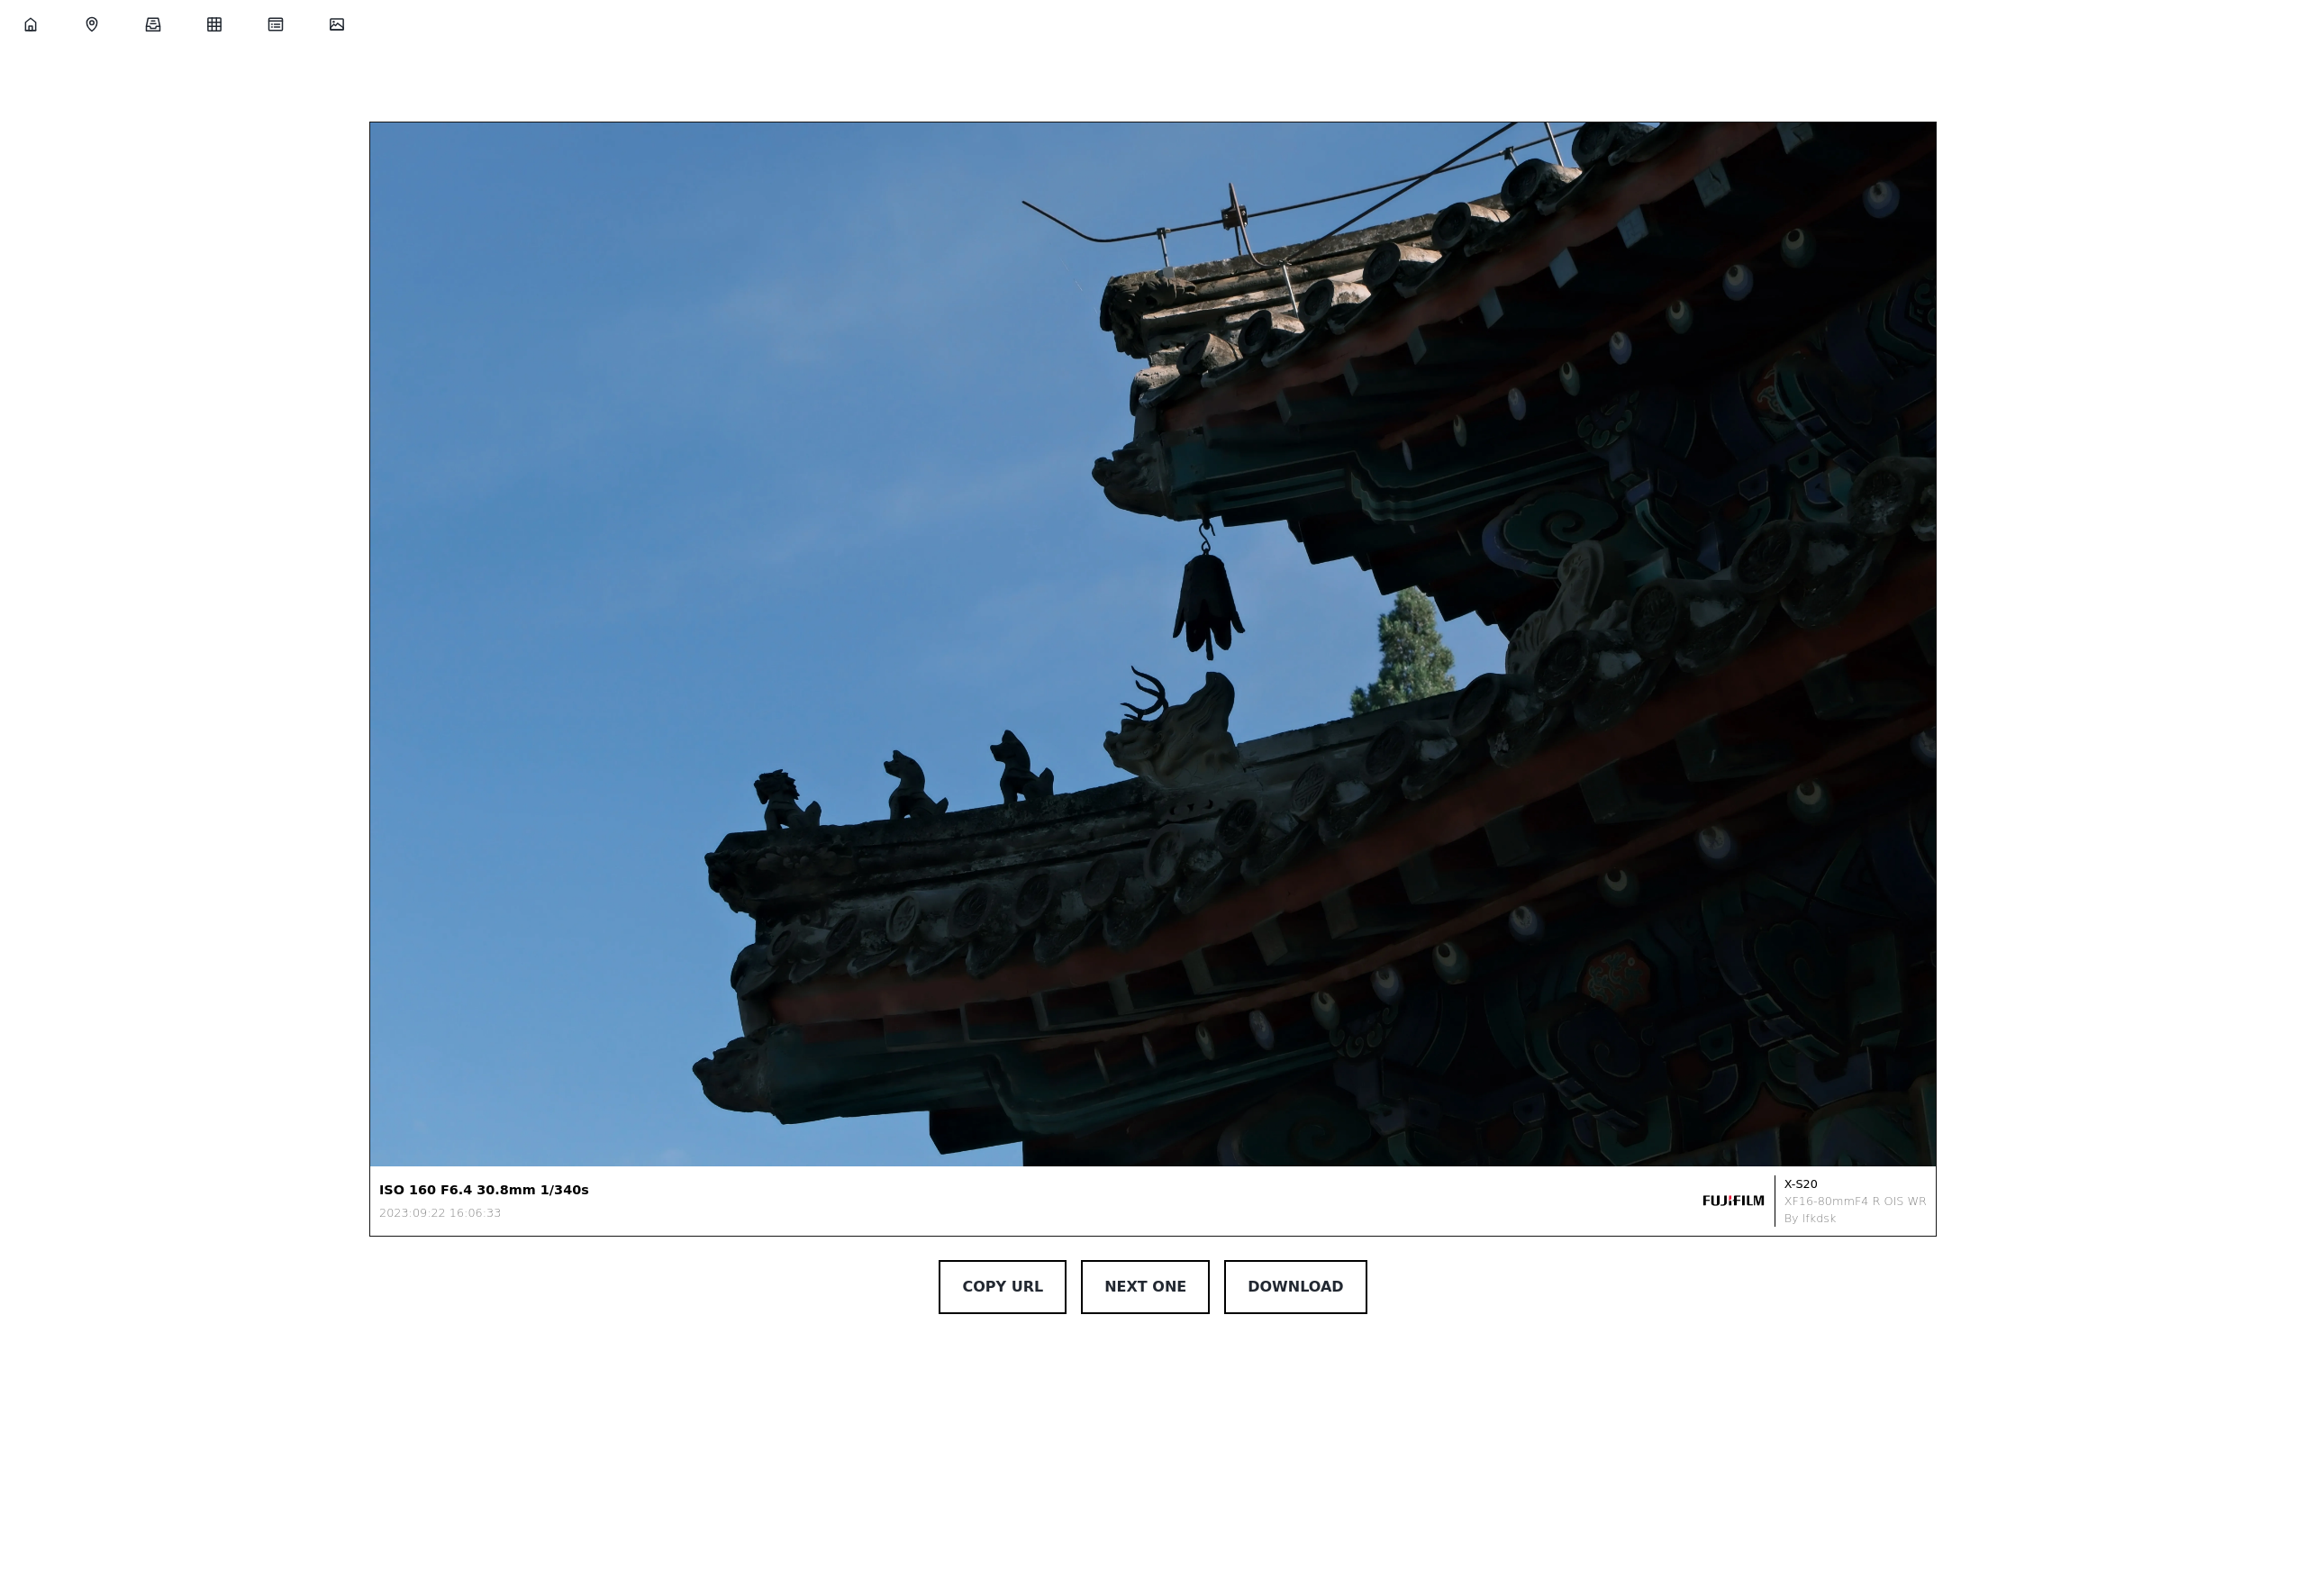 ISO 160 F6.4 30.8mm 1/340s
2023:09:22 16:06:33
FUJIFILM
X-S20
XF16-80mmF4 R OIS WR
By lfkdsk
COPY URL
NEXT ONE
DOWNLOAD